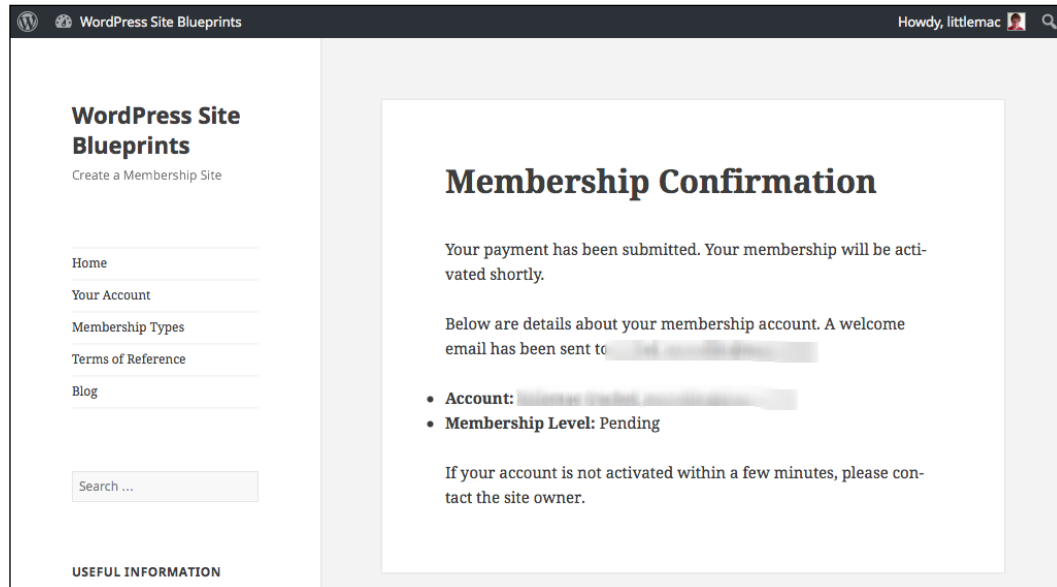 WordPress Site Blueprints
Howdy, littlemac
WordPress Site
Blueprints
Create a Membership Site
Home
Your Account
Membership Types
Terms of Reference
Blog
Search ...
USEFUL INFORMATION
Membership Confirmation
Your payment has been submitted. Your membership will be acti-
vated shortly.
Below are details about your membership account. A welcome
email has been sent to
• Account:
• Membership Level: Pending
If your account is not activated within a few minutes, please con-
tact the site owner.